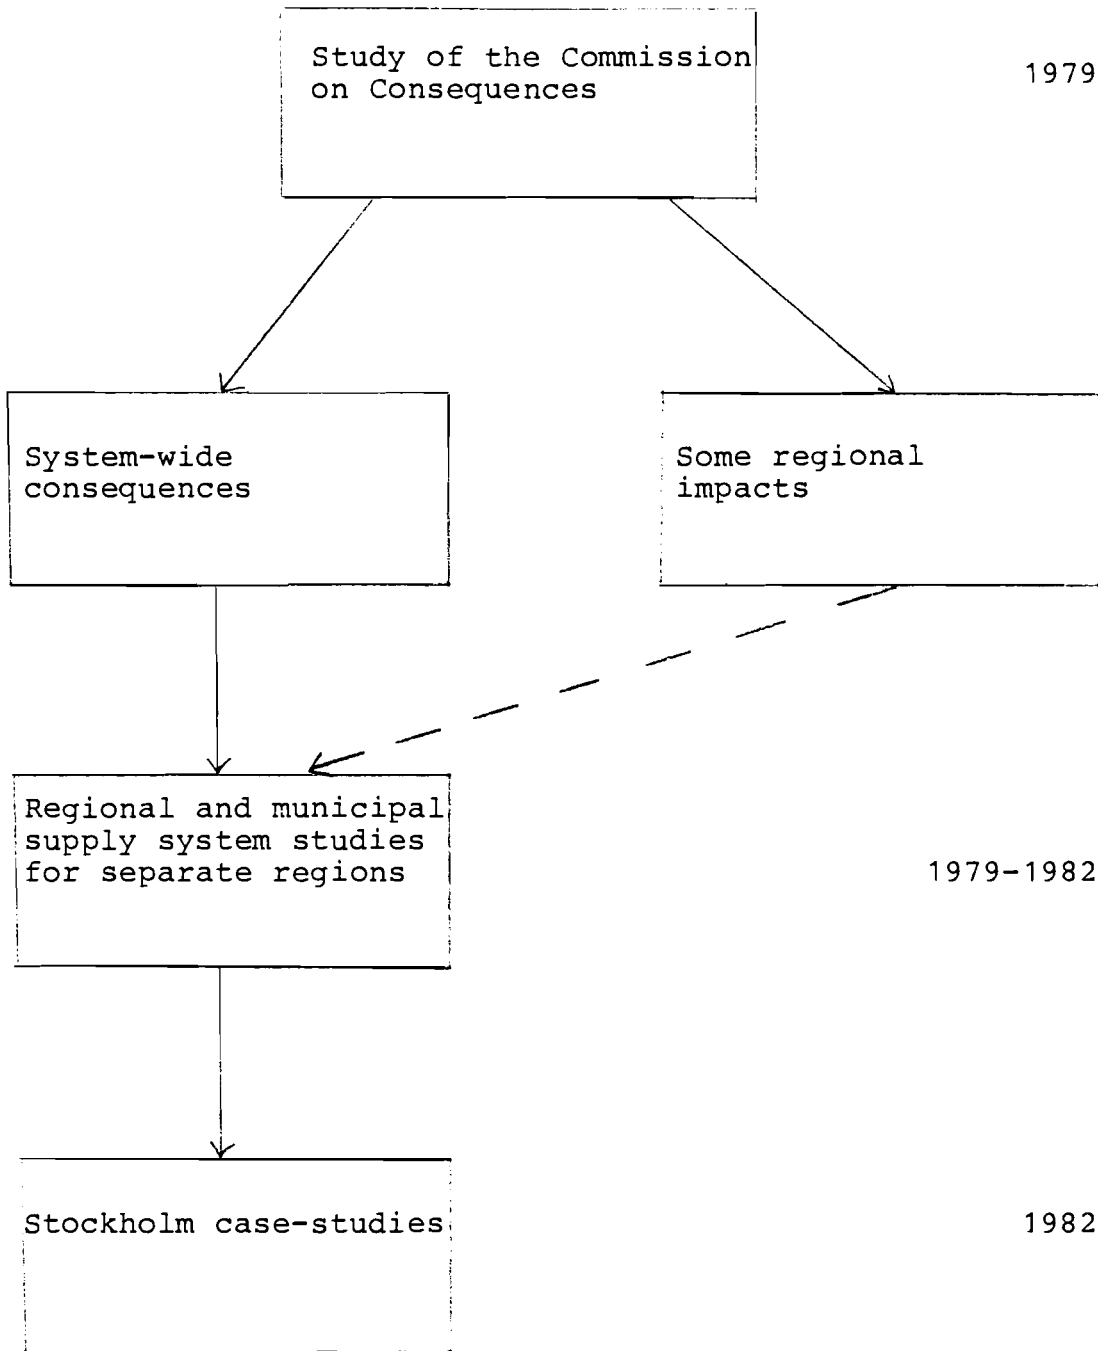 Study of the Commission
on Consequences
1979
System-wide
consequences
Some regional
impacts
Regional and municipal
supply system studies
for separate regions
1979-1982
Stockholm case-studies
1982